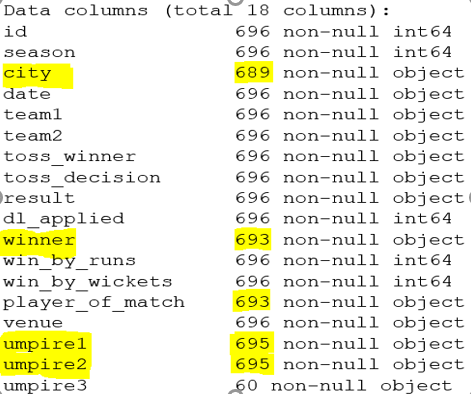 Data columns (total 18 columns):
id 696 non-null int64
season 696 non-null int64
city 689 non-null object
date 696 non-null object
team1 696 non-null object
team2 696 non-null object
toss_winner 696 non-null object
toss_decision 696 non-null object
result 696 non-null object
dl_applied 696 non-null int64
winner 693 non-null object
win_by_runs 696 non-null int64
win_by_wickets 696 non-null int64
player_of_match 693 non-null object
venue 696 non-null object
umpire1 695 non-null object
umpire2 695 non-null object
umpire3 60 non-null object